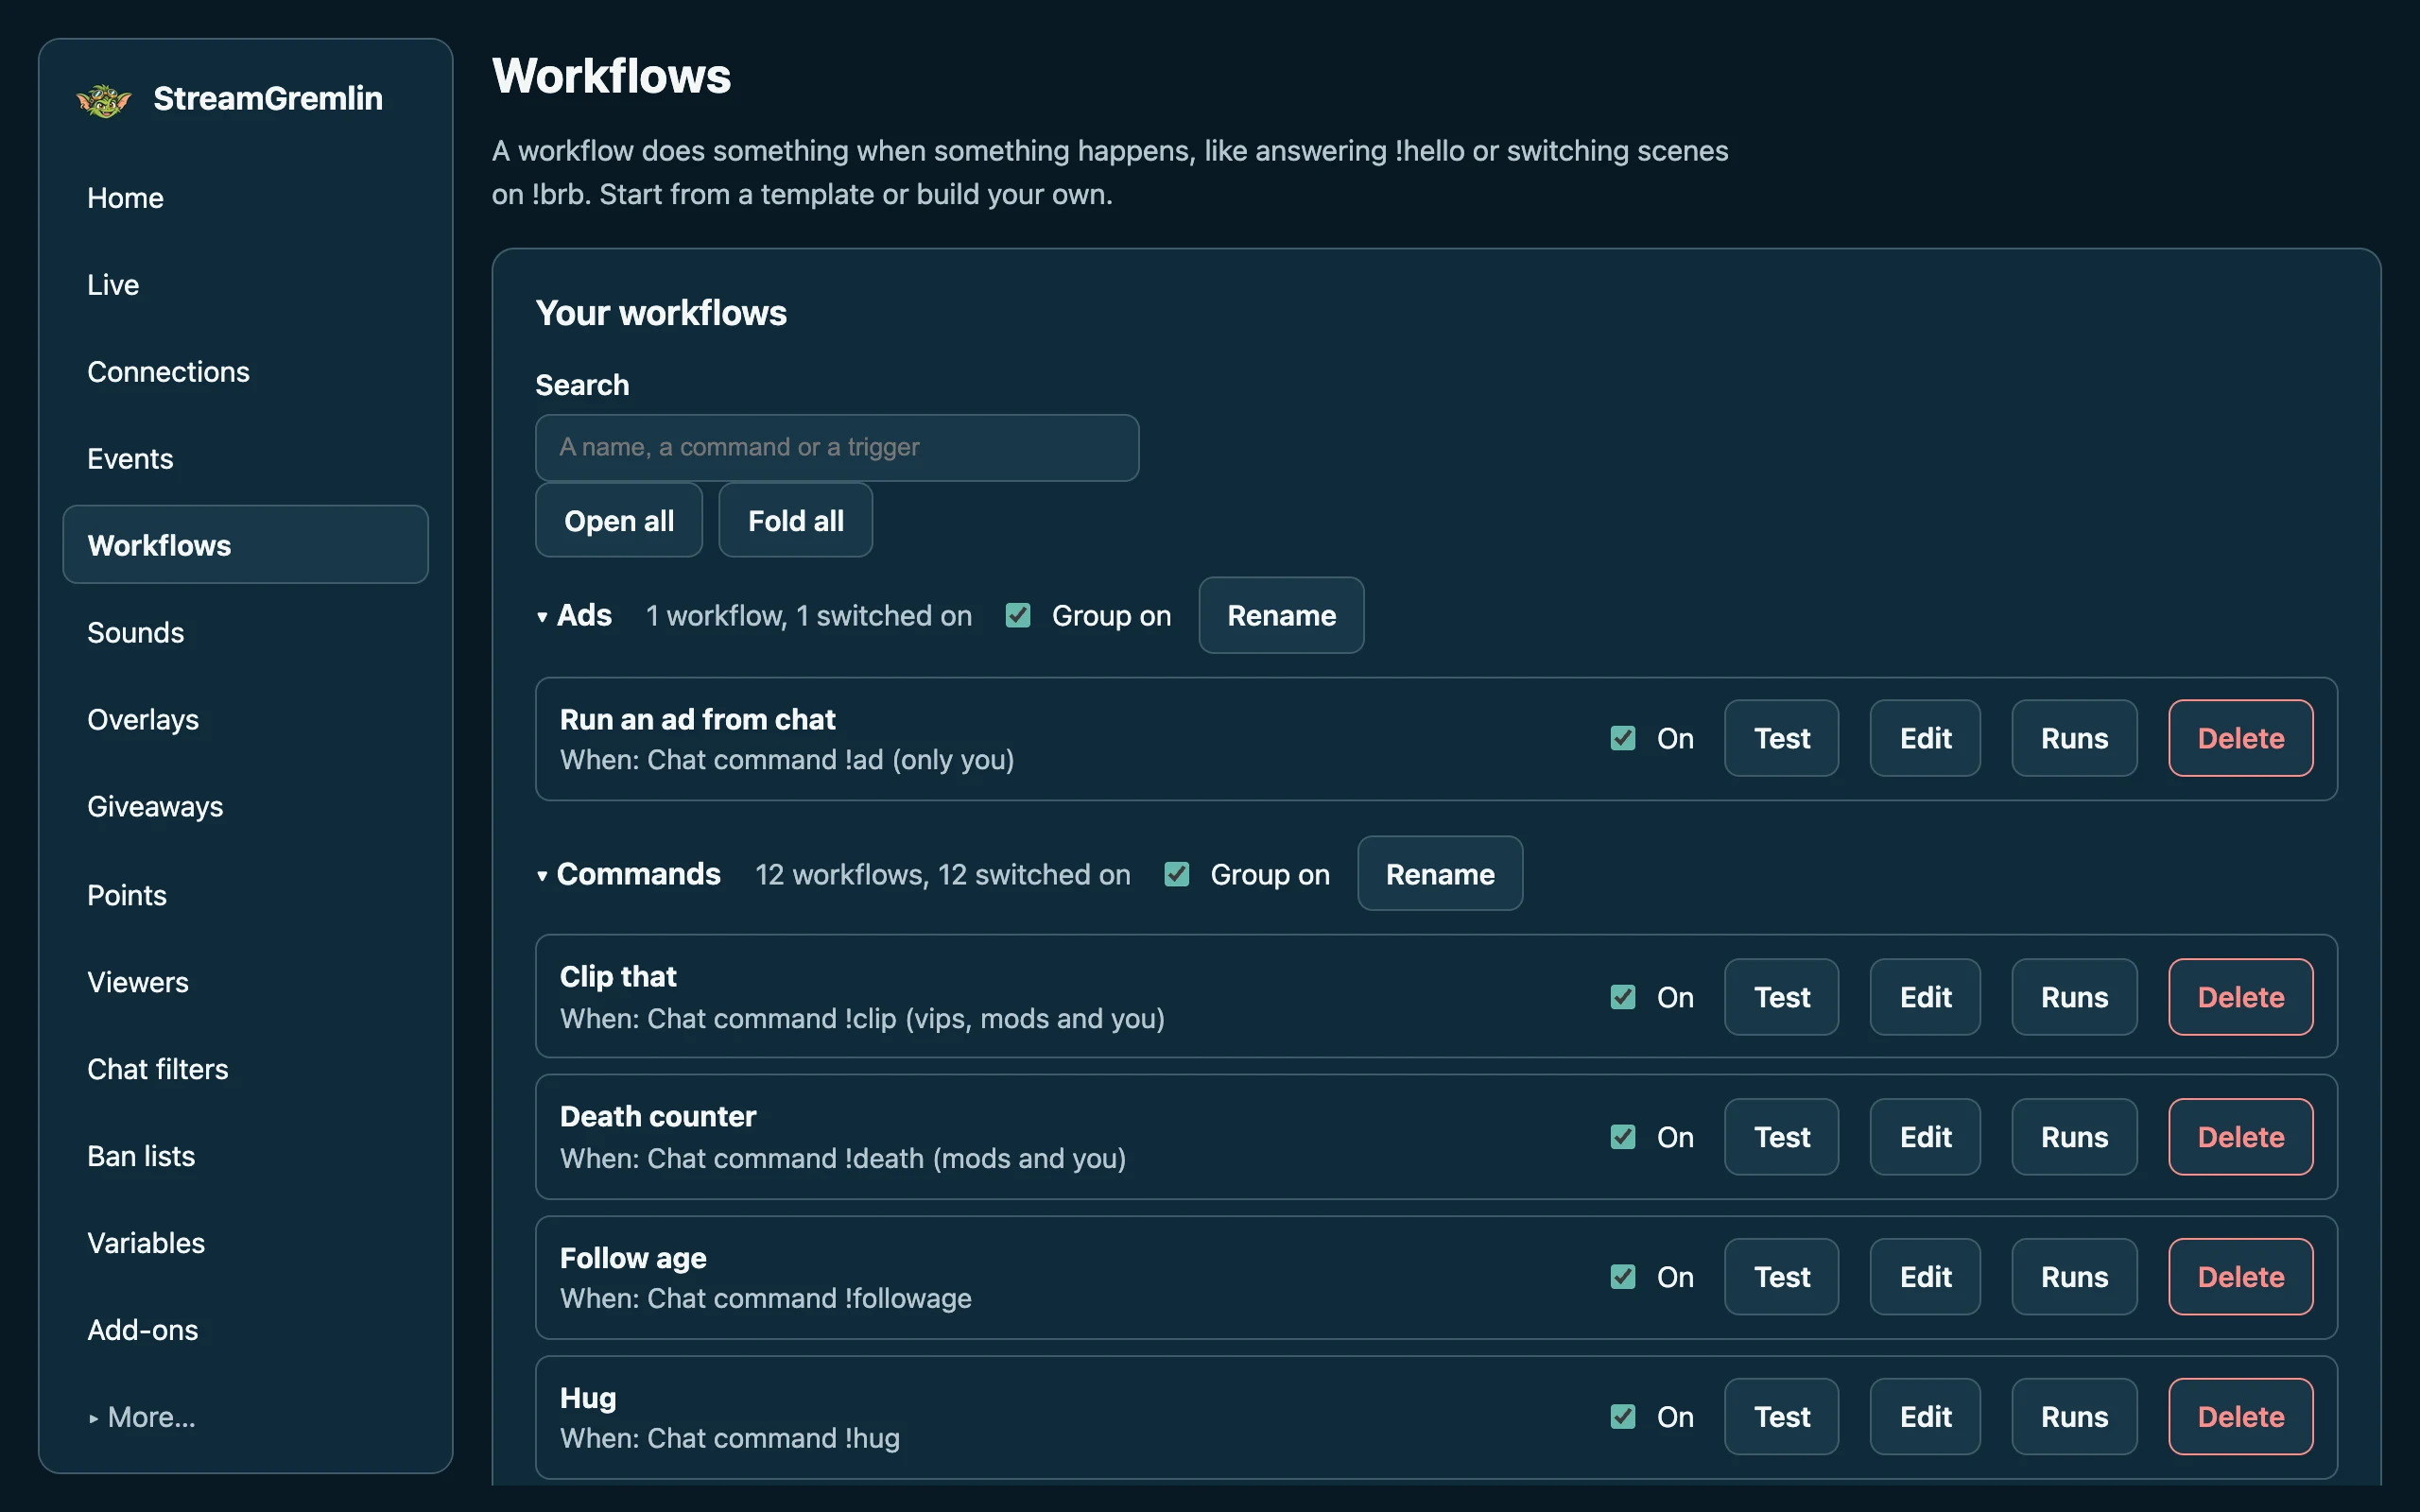 StreamGremlin
Home
Live
Connections
Events
Workflows
Sounds
Overlays
Giveaways
Points
Viewers
Chat filters
Ban lists
Variables
Add-ons
More...
Workflows
A workflow does something when something happens, like answering !hello or switching scenes
on !brb. Start from a template or build your own.
Your workflows
Search
A name, a command or a trigger
Open all Fold all
Ads 1 workflow, 1 switched on Group on Rename
Run an ad from chat
When: Chat command !ad (only you)
On Test Edit Runs Delete
Commands 12 workflows, 12 switched on Group on Rename
Clip that
When: Chat command !clip (vips, mods and you)
On Test Edit Runs Delete
Death counter
When: Chat command !death (mods and you)
On Test Edit Runs Delete
Follow age
When: Chat command !followage
On Test Edit Runs Delete
Hug
When: Chat command !hug
On Test Edit Runs Delete